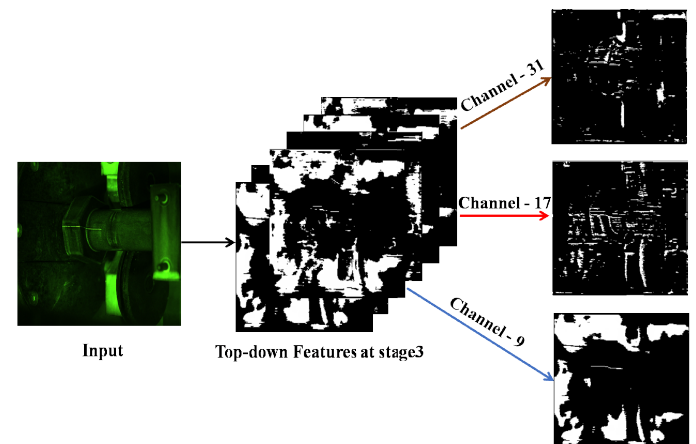 Channel - 31
Channel - 17
Channel - 9
Input
Top-down Features at stage3